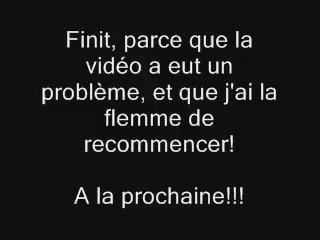 Finit, parce que la
vidéo a eut un
problème, et que j'ai la
flemme de
recommencer!
A la prochaine!!!